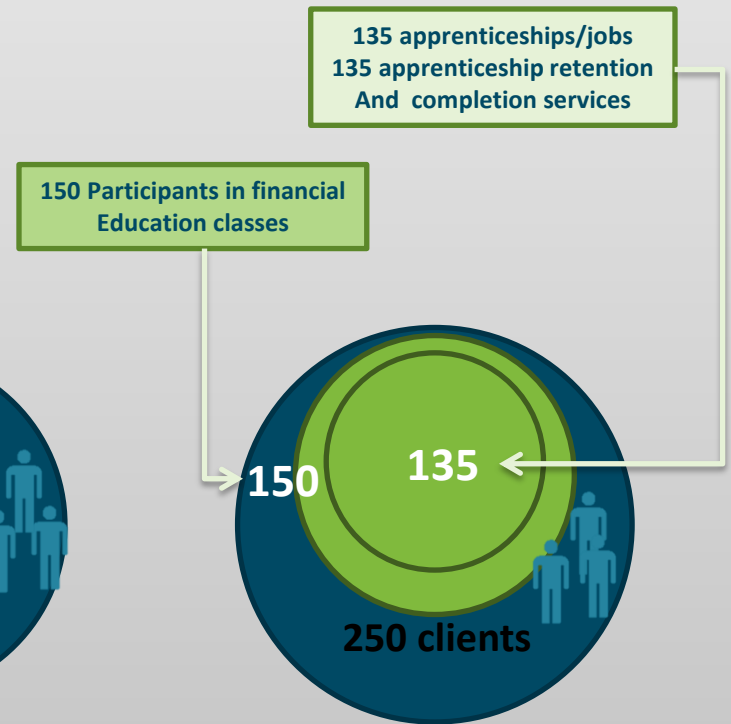 135 apprenticeships/jobs
135 apprenticeship retention
And completion services
150 Participants in financial
Education classes
150
135
250 clients